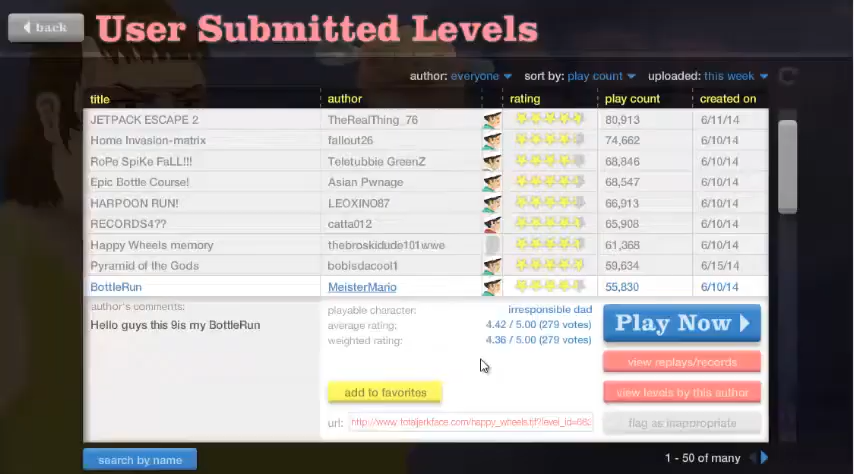 back
User Submitted Levels
author: everyone sort by: play count uploaded: this week
title author rating play count created on
JETPACK ESCAPE 2 TheRealThing_76 80,913 6/11/14
Home Invasion-matrix fallout26 74,662 6/10/14
RoPe SpiKe FaLL!!! Teletubbie GreenZ 68,846 6/10/14
Epic Bottle Course! Asian Pwnage 68,547 6/10/14
HARPOON RUN! LEOXINO87 66,913 6/10/14
RECORDS4?? catta012 65,908 6/10/14
Happy Wheels memory thebroskidude101wwe 61,368 6/10/14
Pyramid of the Gods bobisdacool1 59,634 6/15/14
BottleRun MeisterMario 55,830 6/10/14
author's comments:
Hello guys this 9is my BottleRun
playable character: irresponsible dad
average rating: 4.42 / 5.00 (279 votes)
weighted rating: 4.36 / 5.00 (279 votes)
add to favorites
url: http://www.totaljerkface.com/happy_wheels.tjf?level_id=
Play Now
view replays/records
view levels by this author
flag as inappropriate
search by name
1 - 50 of many